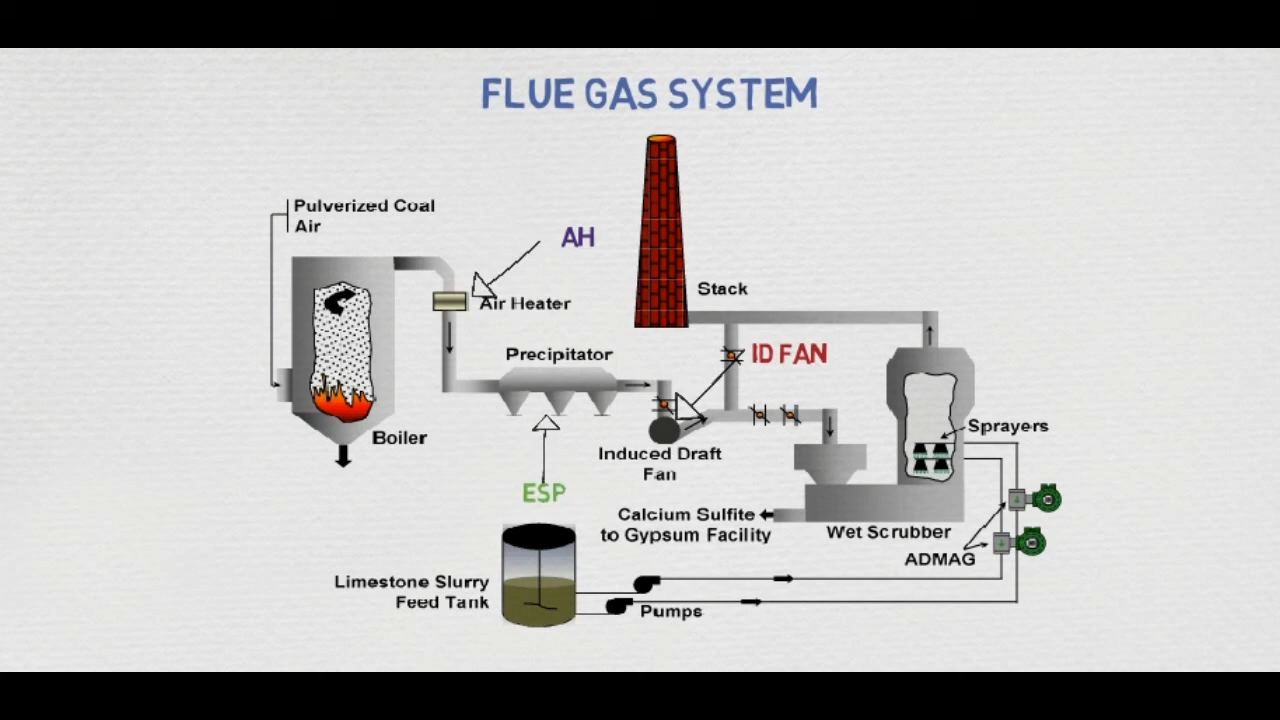 FLUE GAS SYSTEM
Pulverized Coal
Air
AH
Air Heater
Stack
Precipitator
ID FAN
Boiler
Induced Draft
Fan
Sprayers
ESP
Calcium Sulfite
to Gypsum Facility
Wet Scrubber
ADMAG
Limestone Slurry
Feed Tank
Pumps